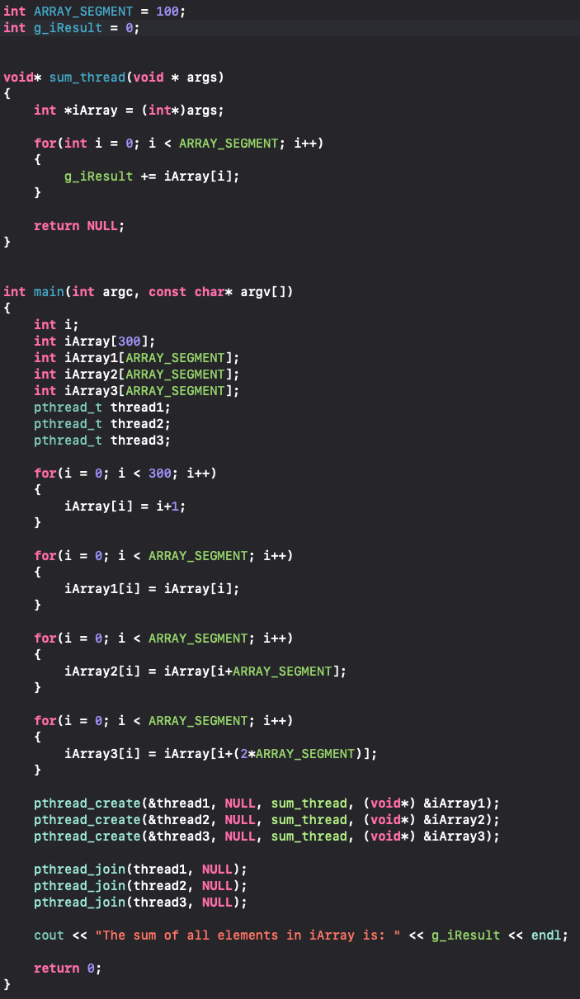 int ARRAY_SEGMENT = 100;
int g_iResult = 0;
void* sum_thread(void * args)
{
    int *iArray = (int*)args;
    for(int i = 0; i < ARRAY_SEGMENT; i++)
    {
        g_iResult += iArray[i];
    }
    return NULL;
}
int main(int argc, const char* argv[])
{
    int i;
    int iArray[300];
    int iArray1[ARRAY_SEGMENT];
    int iArray2[ARRAY_SEGMENT];
    int iArray3[ARRAY_SEGMENT];
    pthread_t thread1;
    pthread_t thread2;
    pthread_t thread3;
    for(i = 0; i < 300; i++)
    {
        iArray[i] = i+1;
    }
    for(i = 0; i < ARRAY_SEGMENT; i++)
    {
        iArray1[i] = iArray[i];
    }
    for(i = 0; i < ARRAY_SEGMENT; i++)
    {
        iArray2[i] = iArray[i+ARRAY_SEGMENT];
    }
    for(i = 0; i < ARRAY_SEGMENT; i++)
    {
        iArray3[i] = iArray[i+(2*ARRAY_SEGMENT)];
    }
    pthread_create(&thread1, NULL, sum_thread, (void*) &iArray1);
    pthread_create(&thread2, NULL, sum_thread, (void*) &iArray2);
    pthread_create(&thread3, NULL, sum_thread, (void*) &iArray3);
    pthread_join(thread1, NULL);
    pthread_join(thread2, NULL);
    pthread_join(thread3, NULL);
    cout << "The sum of all elements in iArray is: " << g_iResult << endl;
    return 0;
}